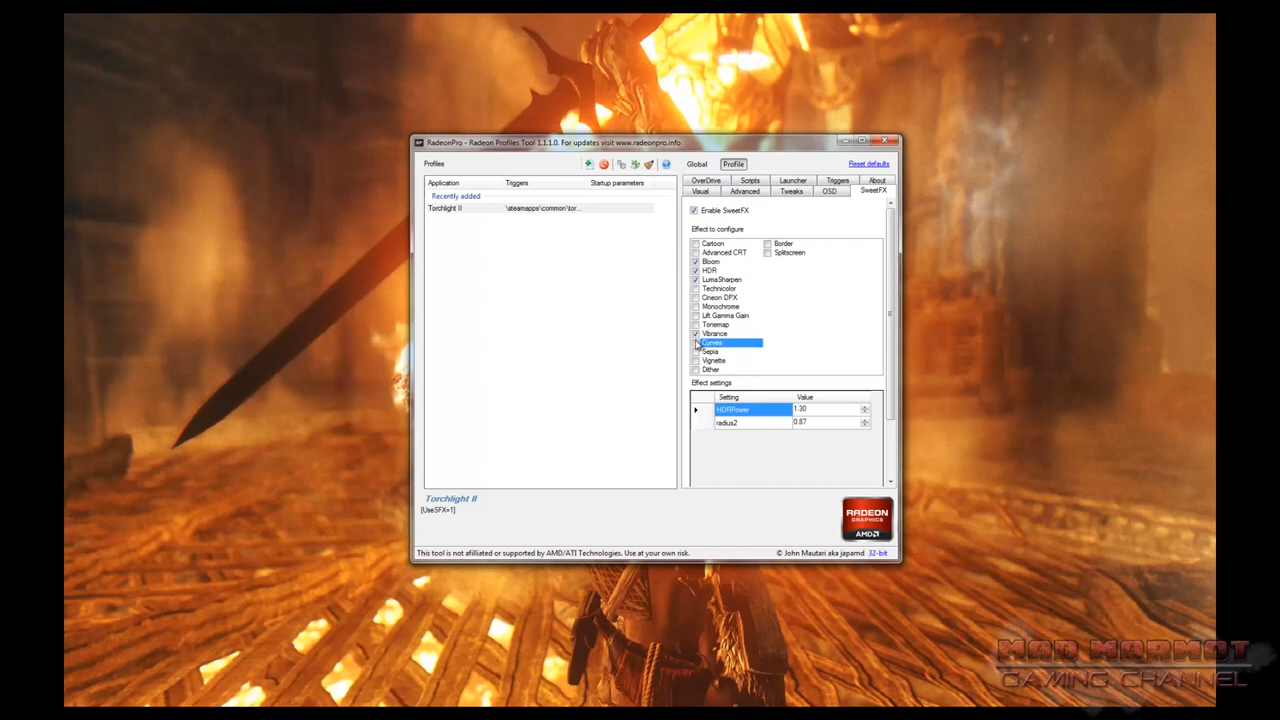 RadeonPro - Radeon Profiles Tool 1.1.1.0. For updates visit www.radeonpro.info
Profiles
Global
Profile
Reset defaults
Application
Triggers
Startup parameters
Recently added
Torchlight II
\steamapps\common\tor...
OverDrive
Scripts
Launcher
Triggers
About
Visual
Advanced
Tweaks
OSD
SweetFX
Enable SweetFX
Effect to configure
Cartoon
Advanced CRT
Bloom
HDR
LumaSharpen
Technicolor
Cineon DPX
Monochrome
Lift Gamma Gain
Tonemap
Vibrance
Curves
Sepia
Vignette
Dither
Border
Splitscreen
Effect settings
Setting
Value
HDRPower
1.30
radius2
0.87
Torchlight II
[UseSFX=1]
RADEON
GRAPHICS
AMD
This tool is not afilliated or supported by AMD/ATI Technologies. Use at your own risk.
© John Mautari aka japamd
32-bit
MOD MARMOT
GAMING CHANNEL